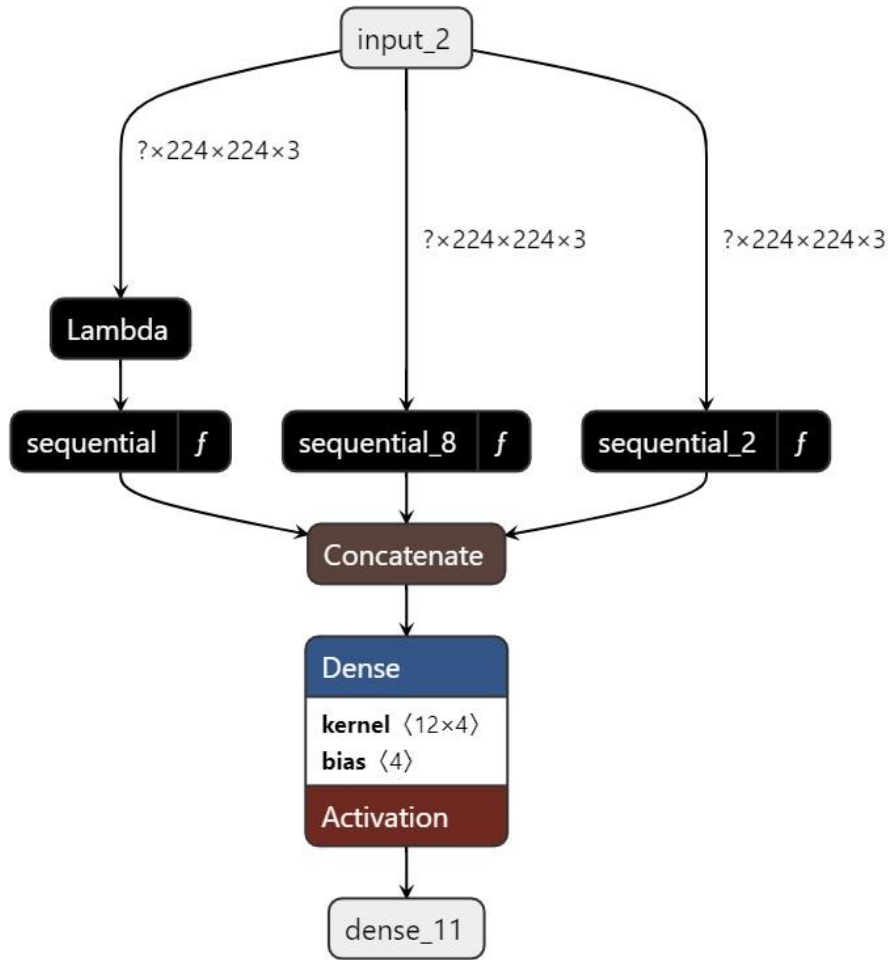 input_2
?×224×224×3
?×224×224×3
?×224×224×3
Lambda
sequential ƒ
sequential_8 ƒ
sequential_2 ƒ
Concatenate
Dense
kernel 〈12×4〉
bias 〈4〉
Activation
dense_11